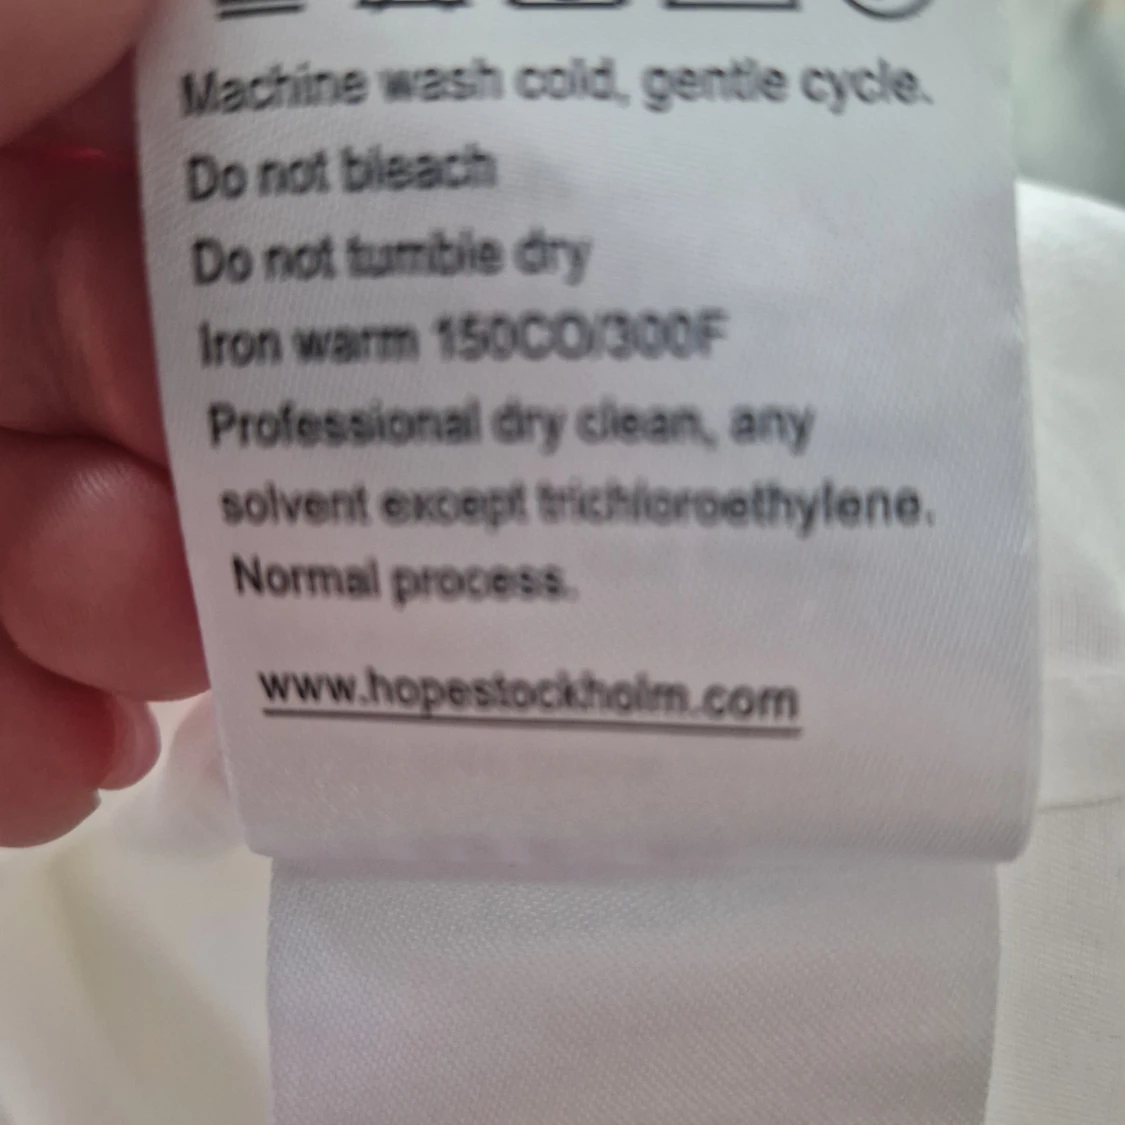 Machine wash cold, gentle cycle.
Do not bleach
Do not tumble dry
Iron warm 150CO/300F
Professional dry clean, any
solvent except trichloroethylene.
Normal process.
www.hopestockholm.com